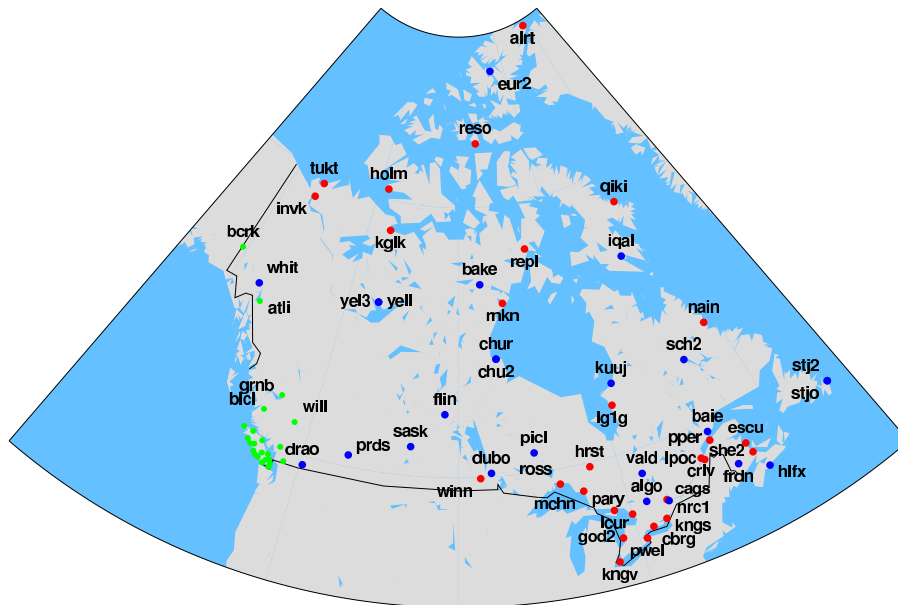 alrt
eur2
reso
tukt
holm
invk
qiki
bcrk
kglk
iqal
repl
whit
bake
atli
yel3 yell
rnkn
nain
chur
sch2
chu2
stj2
kuuj
stjo
grnb
blcl
flin
will
lg1g
baie
escu
pper
sask
picl
drao
prds
she2
dubo
ross
hrst
vald
lpoc
crlv
frdn
hlfx
winn
algo
cags
mchn
pary
nrc1
lcur
kngs
god2
cbrg
pwel
kngv